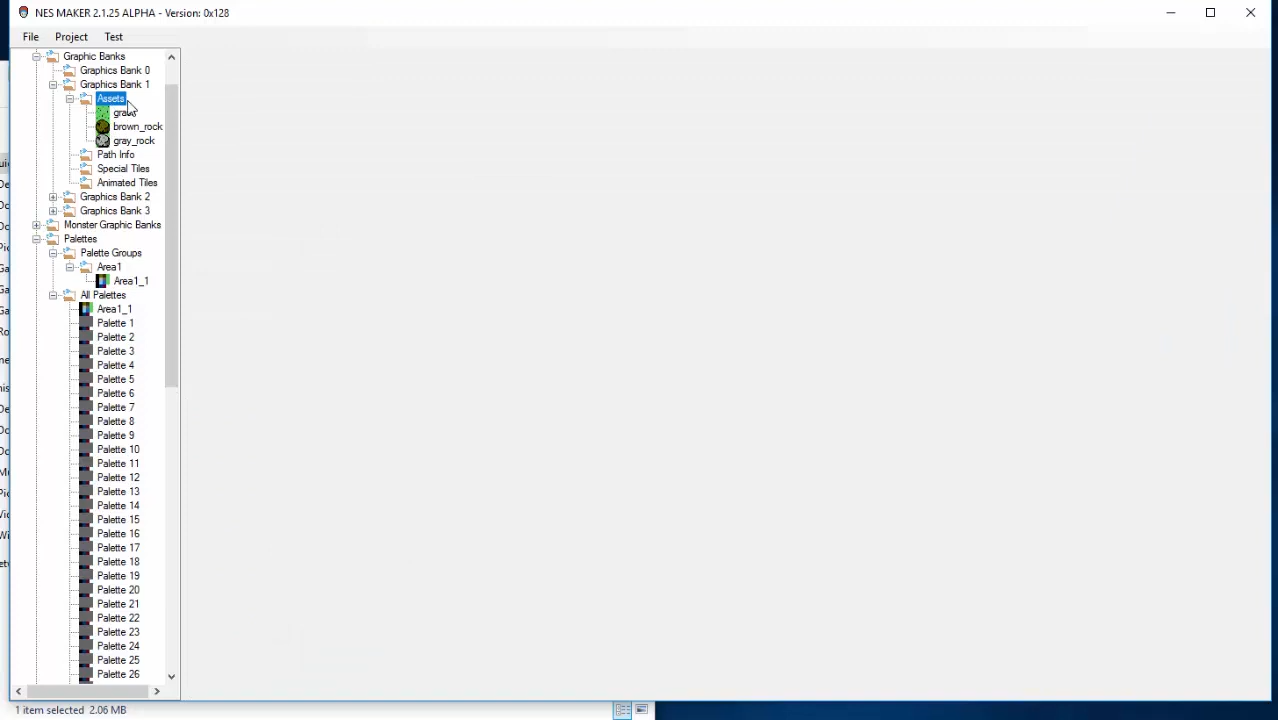 NES MAKER 2.1.25 ALPHA - Version: 0x128
File Project Test
Graphic Banks
Graphics Bank 0
Graphics Bank 1
Assets
brown_rock
gray_rock
Path Info
Special Tiles
Animated Tiles
Graphics Bank 2
Graphics Bank 3
Monster Graphic Banks
Palettes
Palette Groups
Area1
Area1_1
All Palettes
Area1_1
Palette 1
Palette 2
Palette 3
Palette 4
Palette 5
Palette 6
Palette 7
Palette 8
Palette 9
Palette 10
Palette 11
Palette 12
Palette 13
Palette 14
Palette 15
Palette 16
Palette 17
Palette 18
Palette 19
Palette 20
Palette 21
Palette 22
Palette 23
Palette 24
Palette 25
Palette 26
1 item selected 2.06 MB